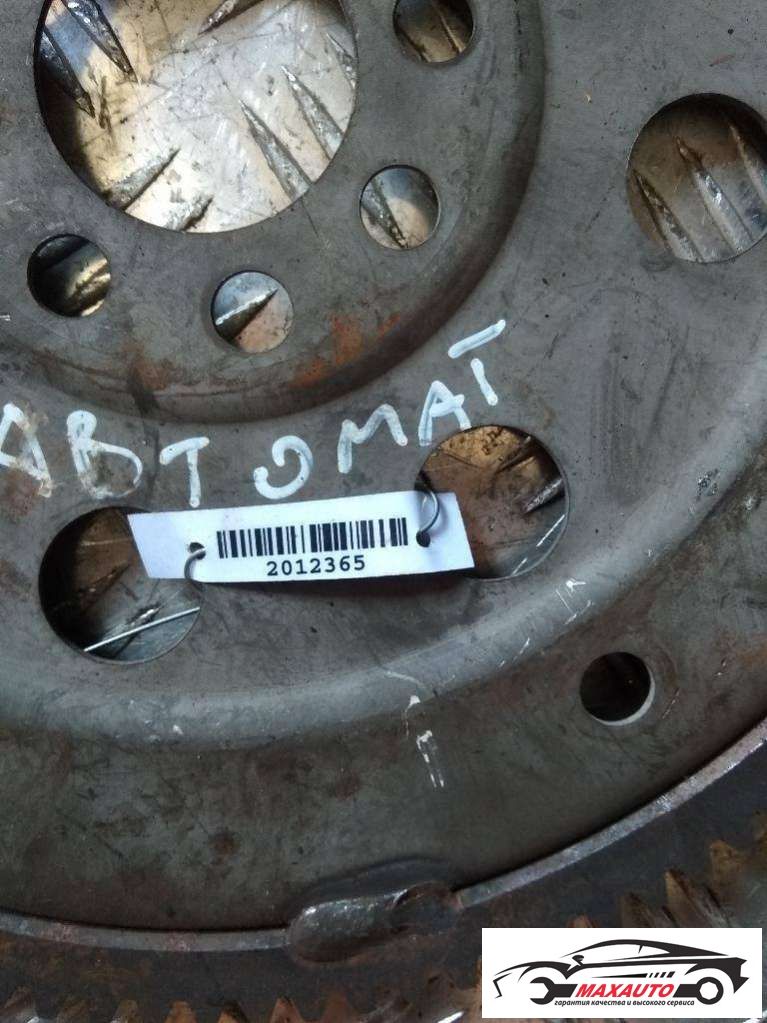 АВТОМАТ
2012365
MAXAUTO
гарантия качества и высокого сервиса